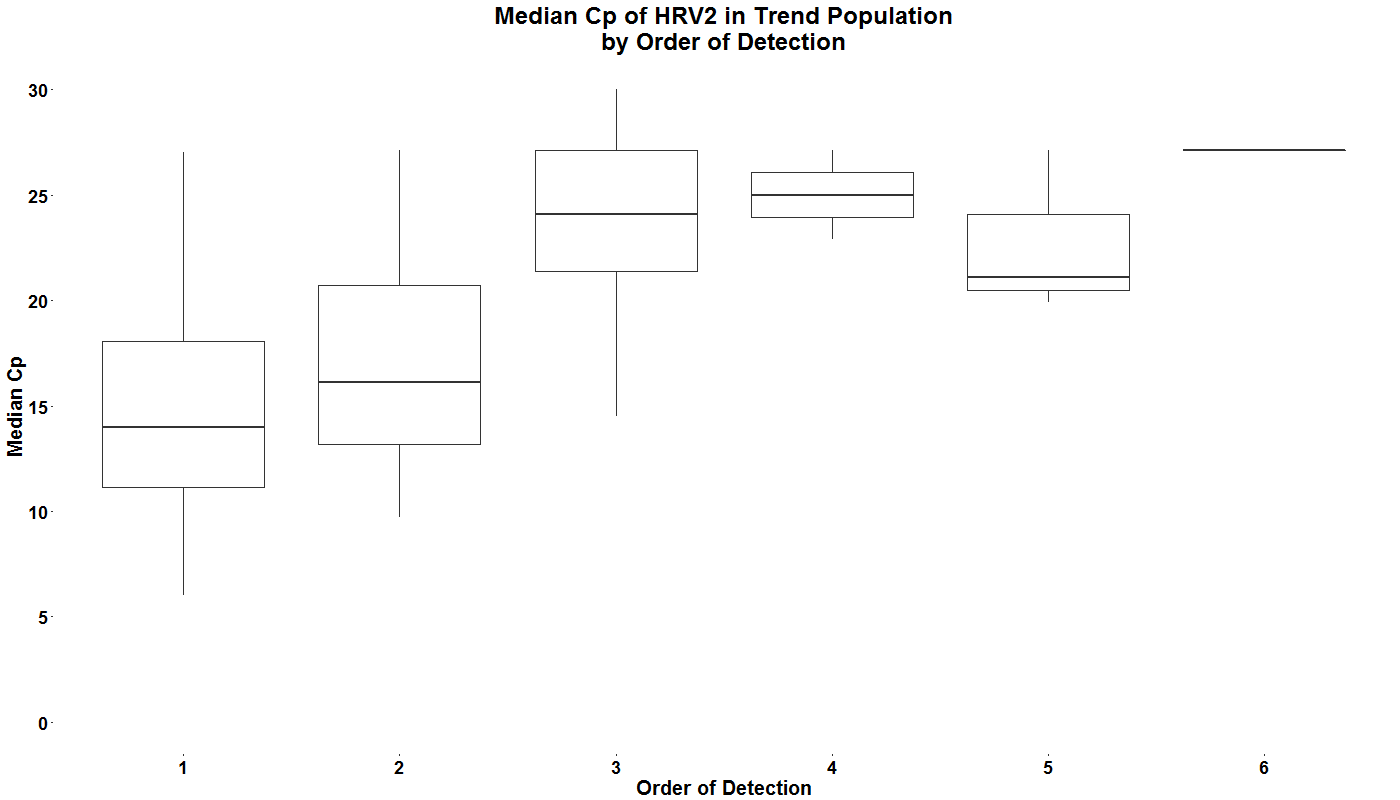 Median Cp of HRV2 in Trend Population
by Order of Detection
30
25
20
15
10
5
0
Median Cp
1 2 3 4 5 6
Order of Detection